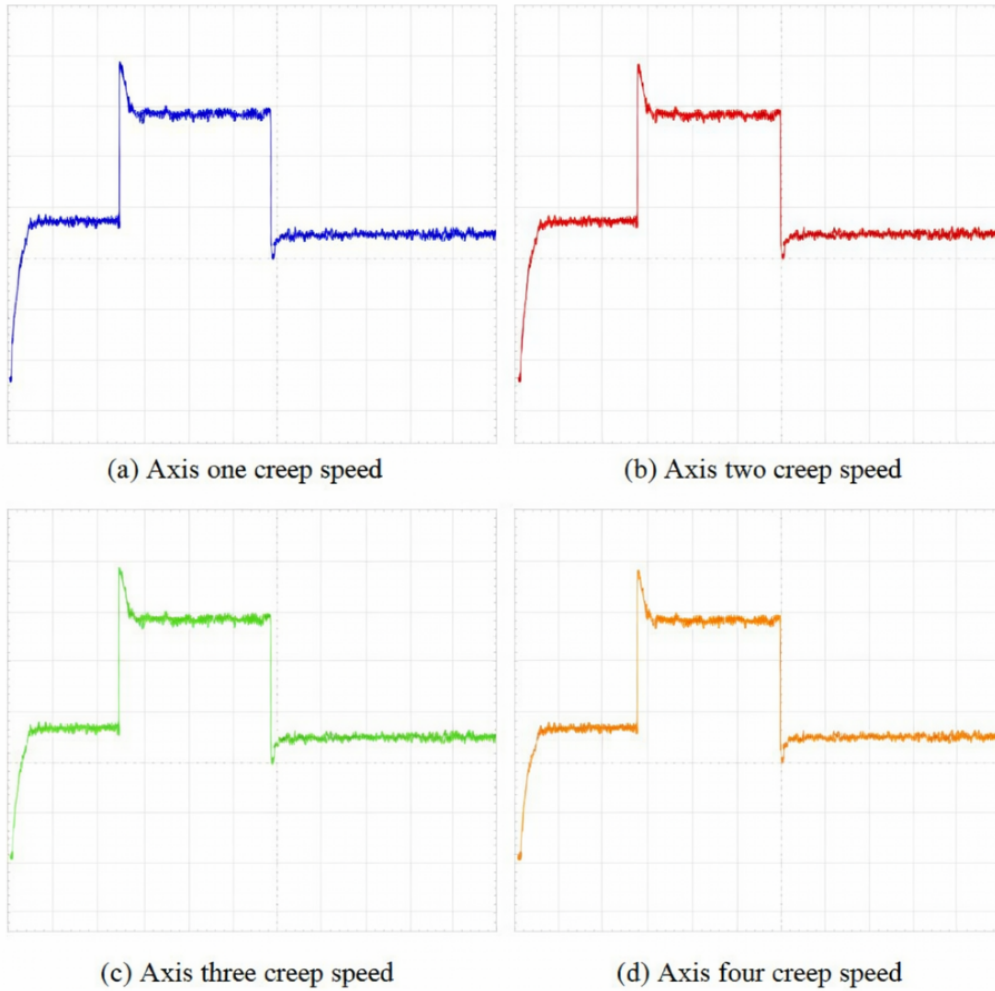 (a) Axis one creep speed
(b) Axis two creep speed
(c) Axis three creep speed
(d) Axis four creep speed